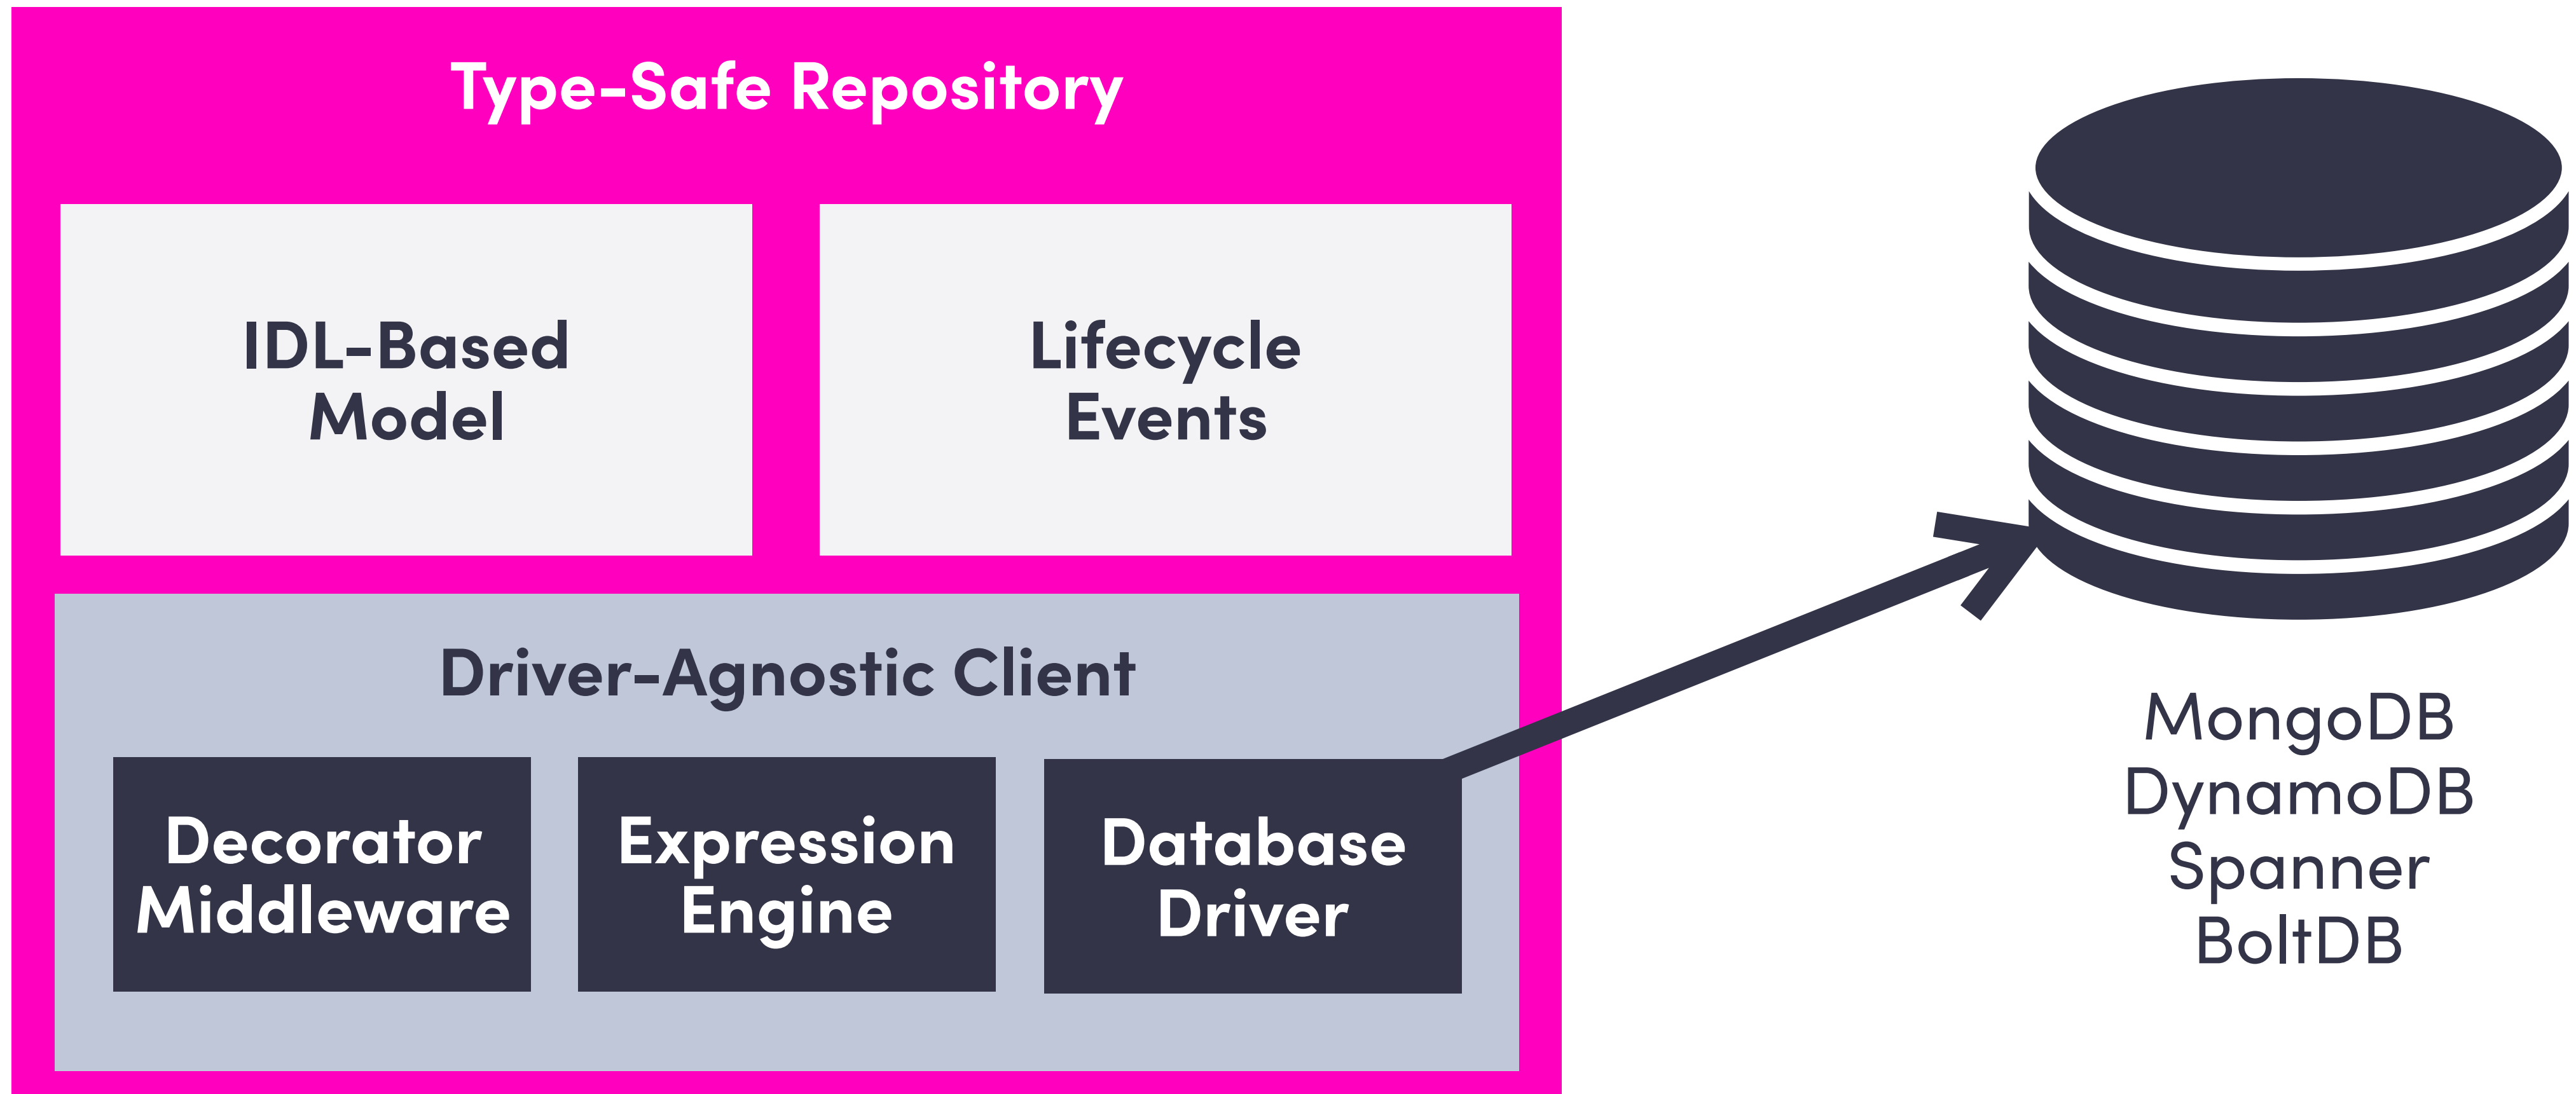 Type-Safe Repository
IDL-Based
Model
Lifecycle
Events
Driver-Agnostic Client
Decorator
Middleware
Expression
Engine
Database
Driver
MongoDB
DynamoDB
Spanner
BoltDB